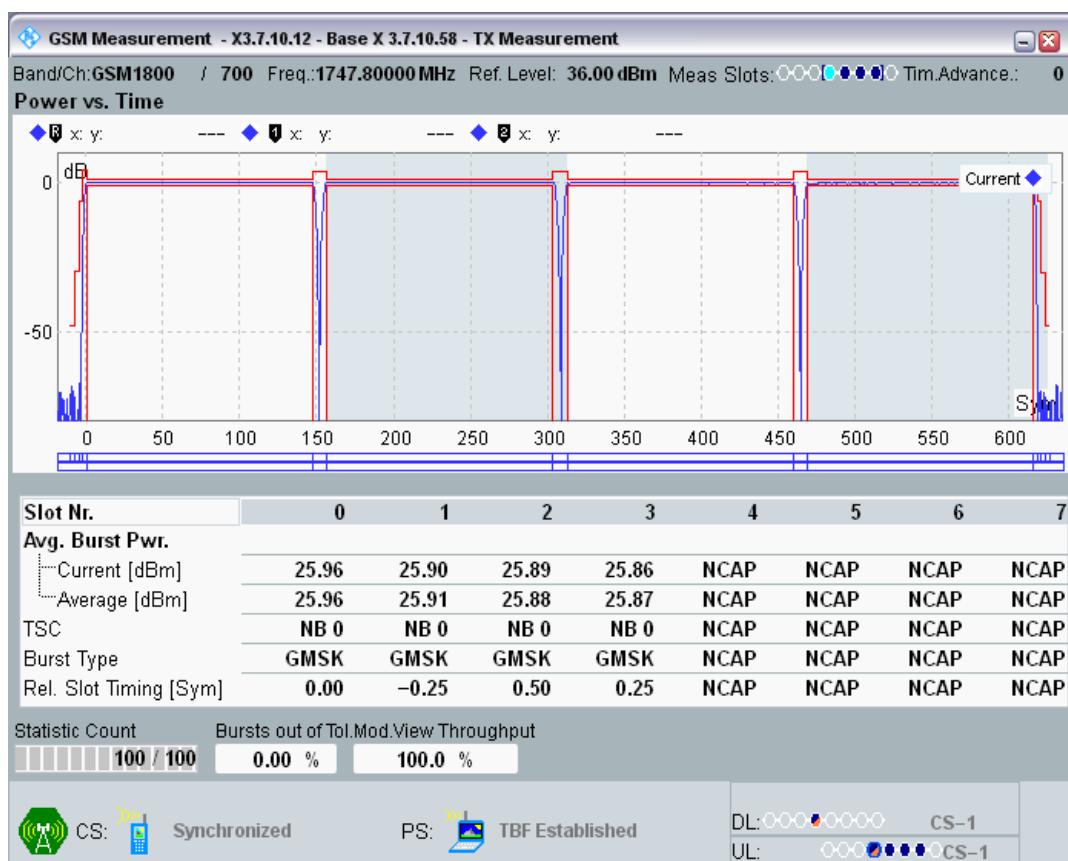 GSM Measurement - X3.7.10.12 - Base X 3.7.10.58 - TX Measurement
Band/Ch:GSM1800 / 700 Freq.:1747.80000 MHz Ref. Level: 36.00 dBm Meas Slots: Tim.Advance.: 0
Power vs. Time
R x: y: --- 1 x: y: --- 2 x: y: ---
dB
Current
0
-50
0 50 100 150 200 250 300 350 400 450 500 550 600
Slot Nr. 0 1 2 3 4 5 6 7
Avg. Burst Pwr.
Current [dBm] 25.96 25.90 25.89 25.86 NCAP NCAP NCAP NCAP
Average [dBm] 25.96 25.91 25.88 25.87 NCAP NCAP NCAP NCAP
TSC NB 0 NB 0 NB 0 NB 0 NCAP NCAP NCAP NCAP
Burst Type GMSK GMSK GMSK GMSK NCAP NCAP NCAP NCAP
Rel. Slot Timing [Sym] 0.00 −0.25 0.50 0.25 NCAP NCAP NCAP NCAP
Statistic Count Bursts out of Tol. Mod.View Throughput
100 / 100 0.00 % 100.0 %
CS: Synchronized PS: TBF Established
DL: CS−1
UL: CS−1